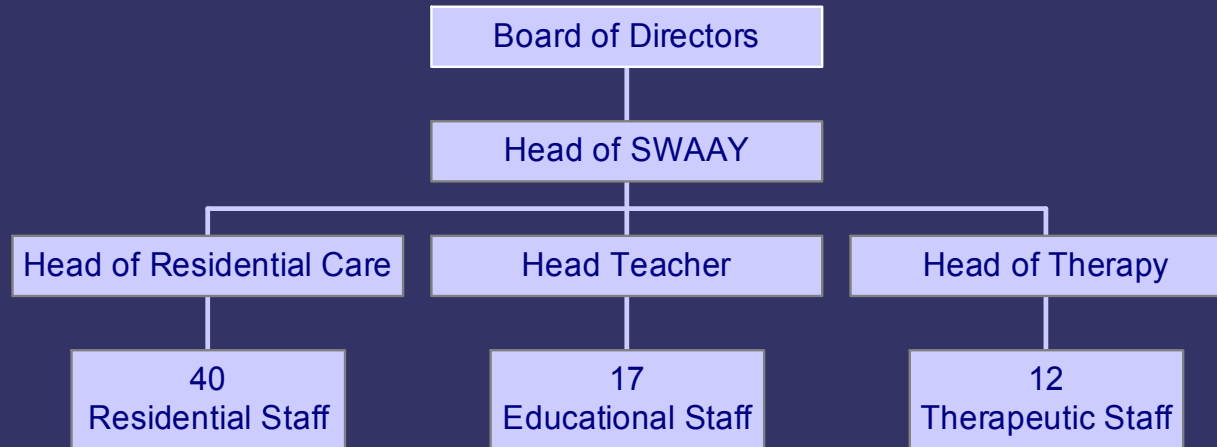 Board of Directors
Head of SWAAY
Head of Residential Care
Head Teacher
Head of Therapy
40
Residential Staff
17
Educational Staff
12
Therapeutic Staff